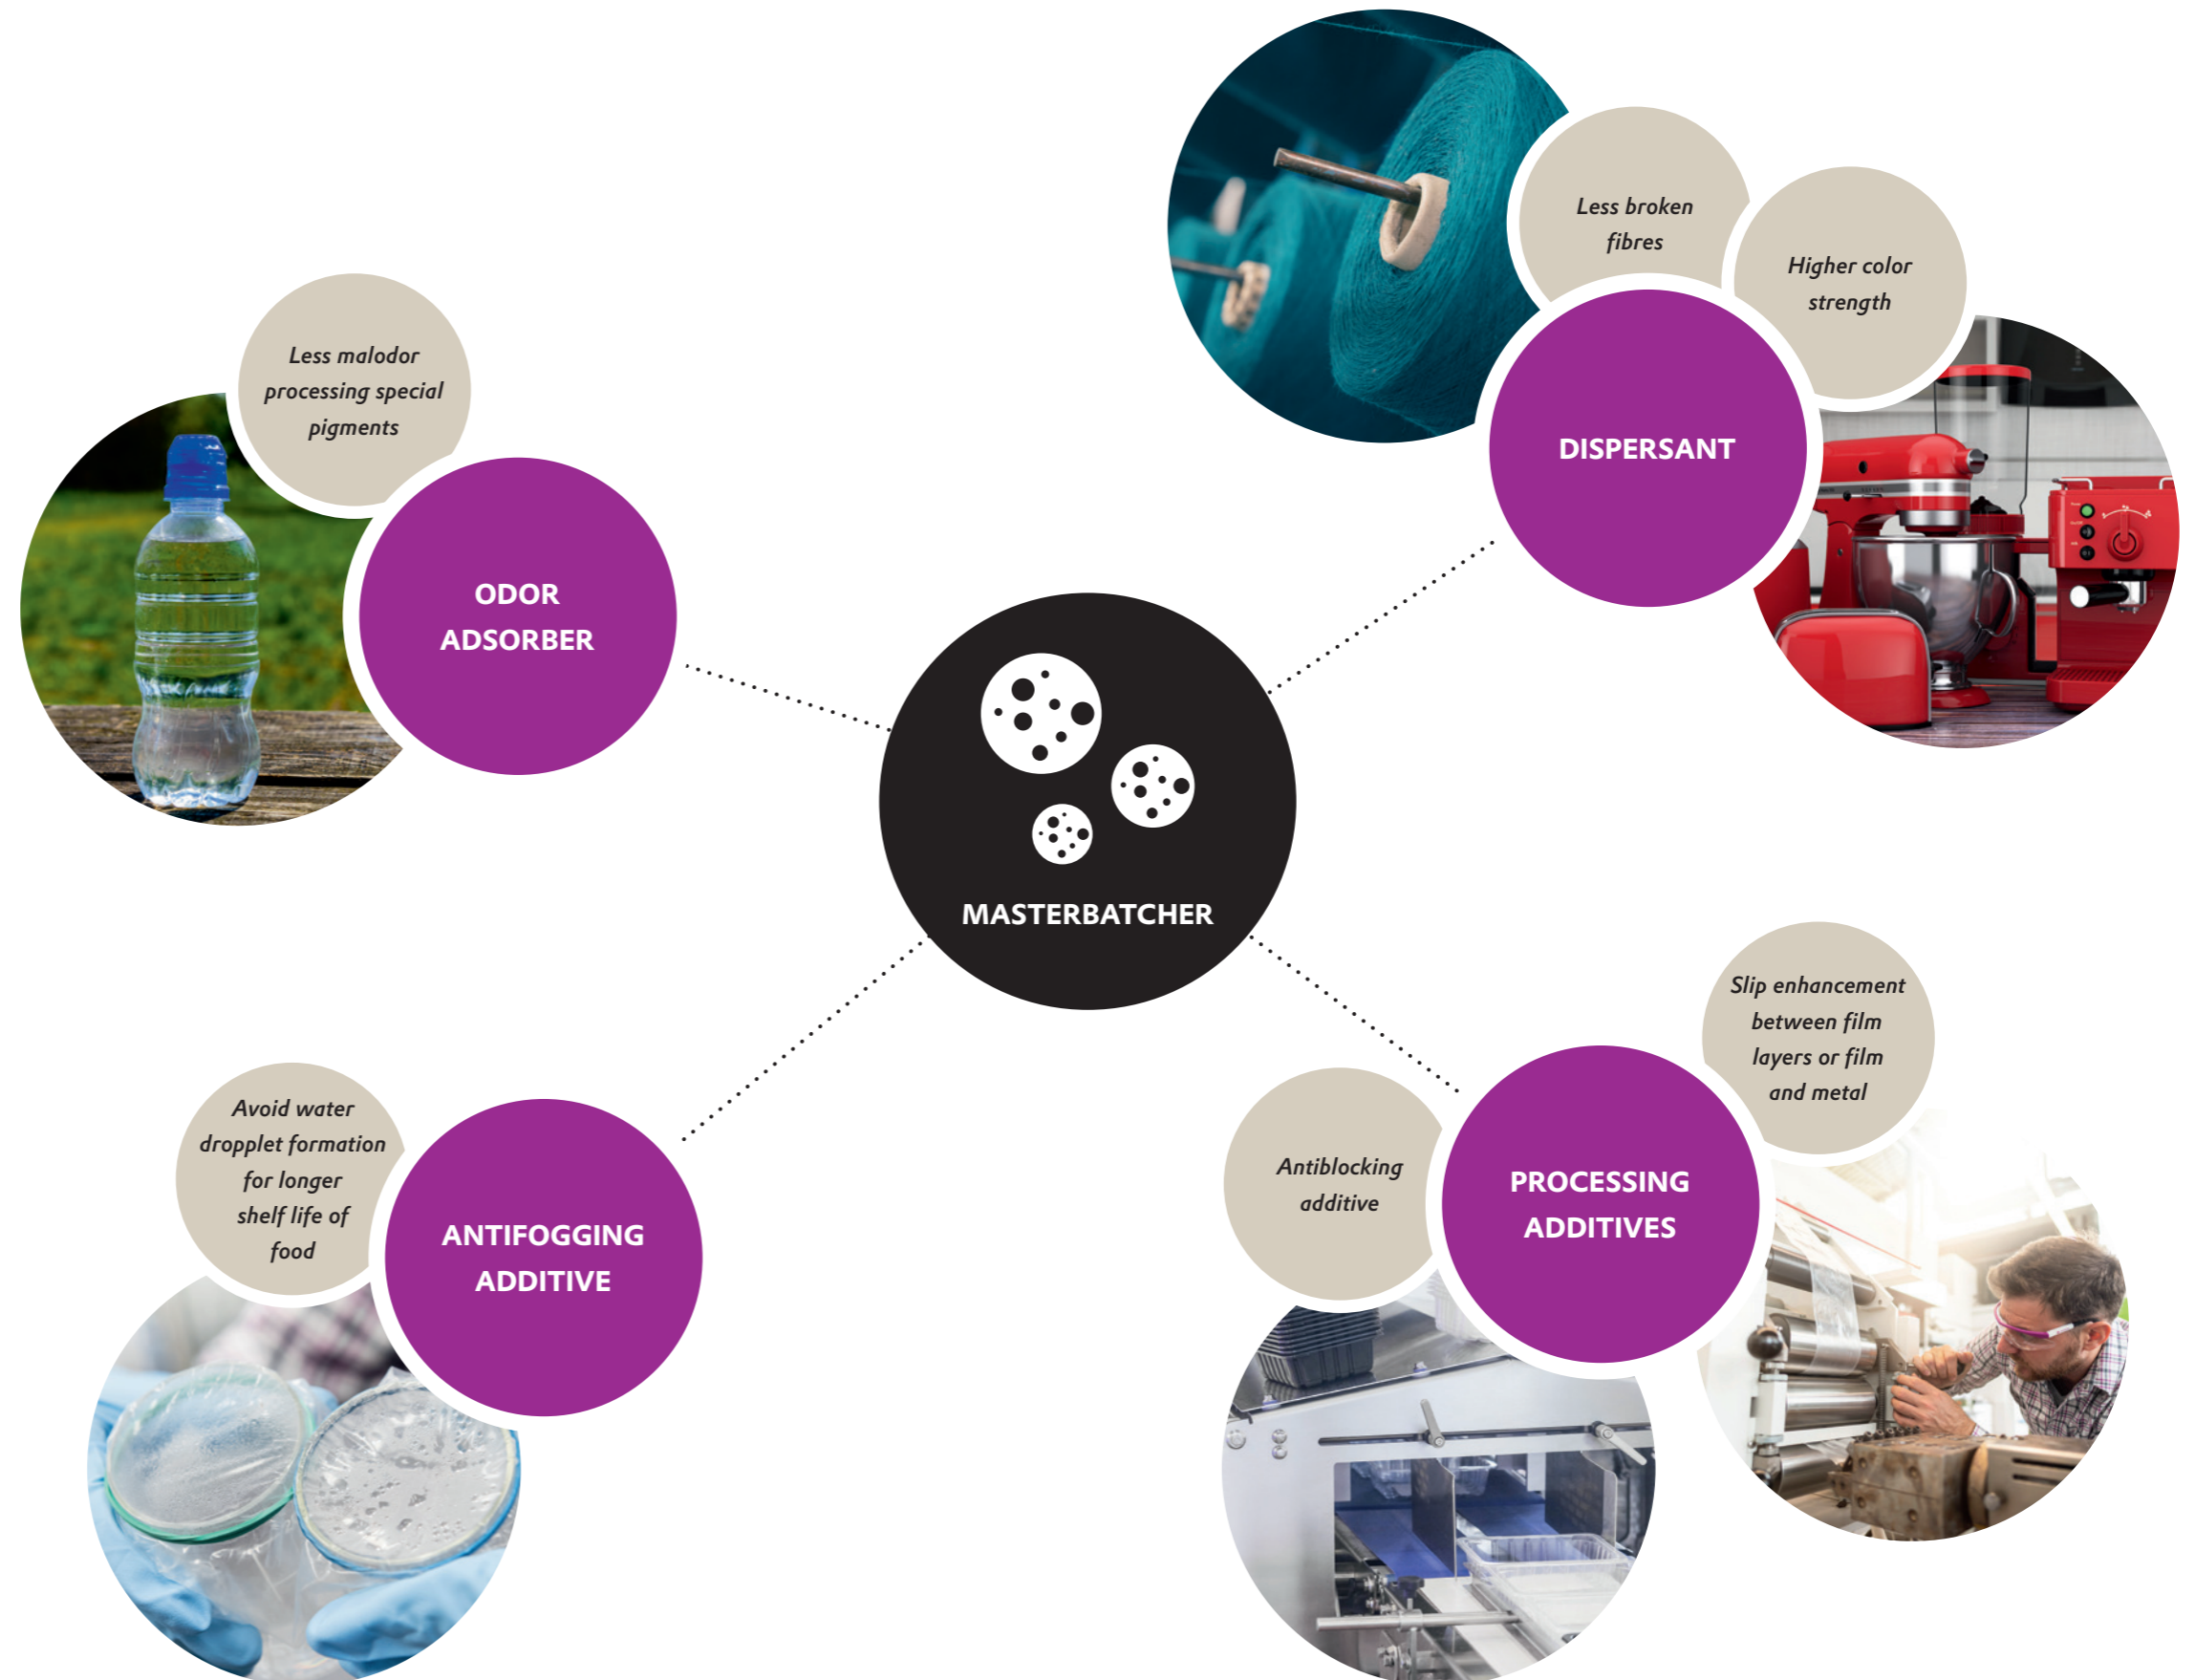 Less broken
fibres
Higher color
strength
DISPERSANT
Less malodor
processing special
pigments
ODOR
ADSORBER
MASTERBATCHER
Avoid water
dropplet formation
for longer
shelf life of
food
ANTIFOGGING
ADDITIVE
Antiblocking
additive
PROCESSING
ADDITIVES
Slip enhancement
between film
layers or film
and metal